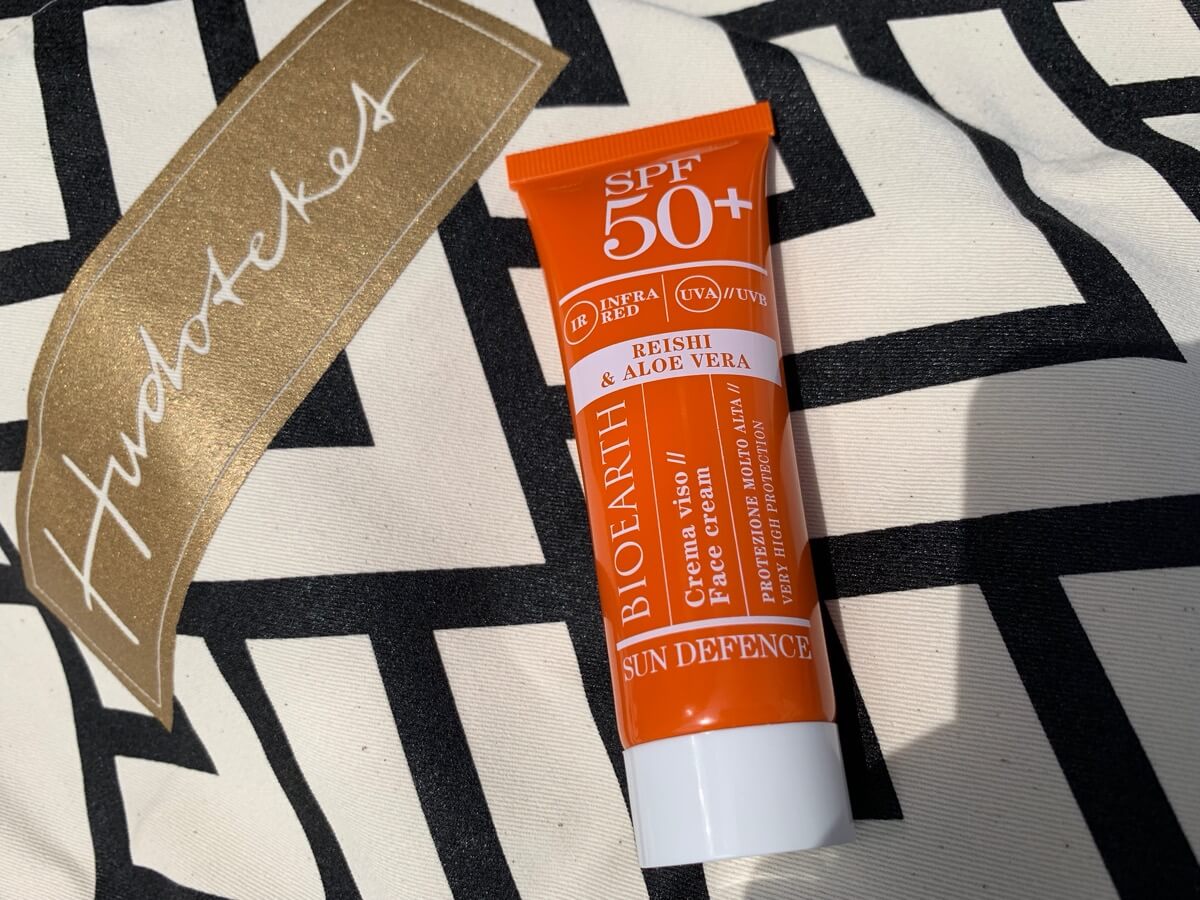 Hudosekes
SPF
50+
IR
INFRA
RED
UVA//UVB
REISHI
& ALOE VERA
BIOEARTH
Crema viso //
Face cream
PROTEZIONE MOLTO ALTA //
VERY HIGH PROTECTION
SUN DEFENCE